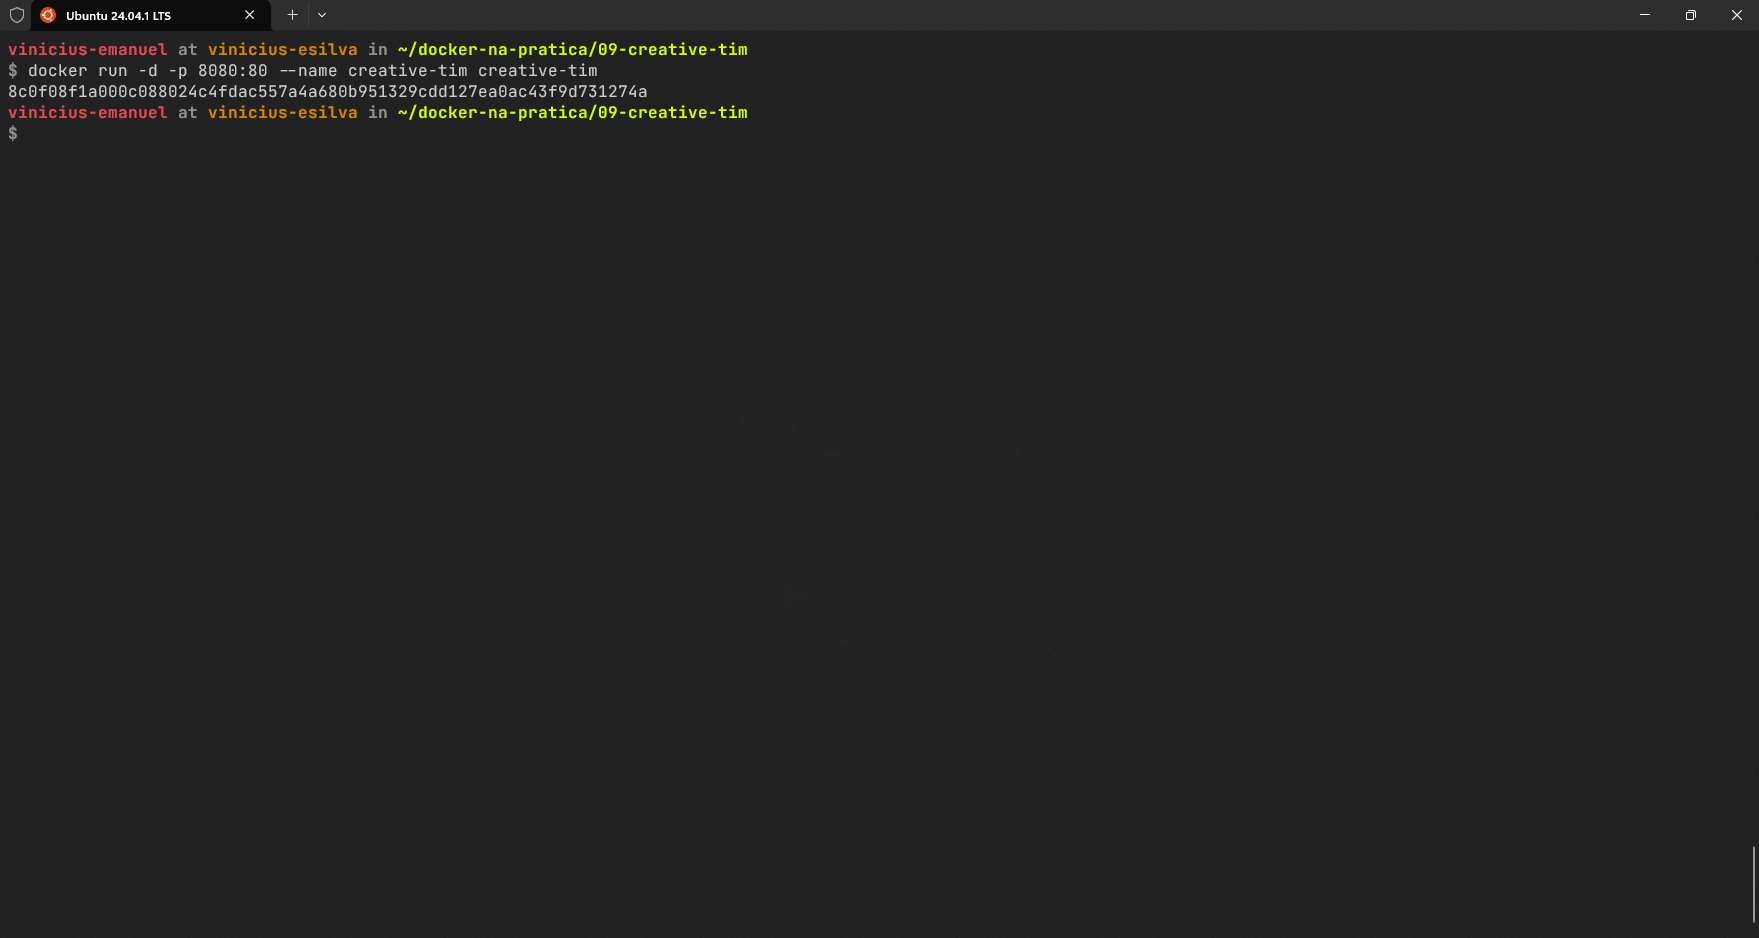 Ubuntu 24.04.1 LTS
vinicius-emanuel at vinicius-esilva in ~/docker-na-pratica/09-creative-tim
$ docker run -d -p 8080:80 --name creative-tim creative-tim
8c0f08f1a000c088024c4fdac557a4a680b951329cdd127ea0ac43f9d731274a
vinicius-emanuel at vinicius-esilva in ~/docker-na-pratica/09-creative-tim
$